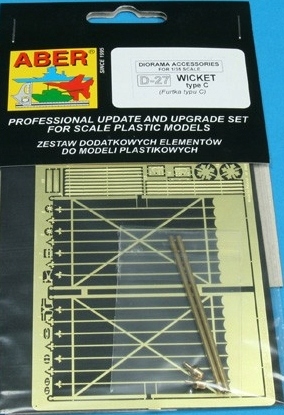 ABER®
SINCE 1995
DIORAMA ACCESSORIES
FOR 1/35 SCALE
D-27 WICKET
type C
(Furtka typu C)
PROFESSIONAL UPDATE AND UPGRADE SET
FOR SCALE PLASTIC MODELS
ZESTAW DODATKOWYCH ELEMENTÓW
DO MODELI PLASTIKOWYCH